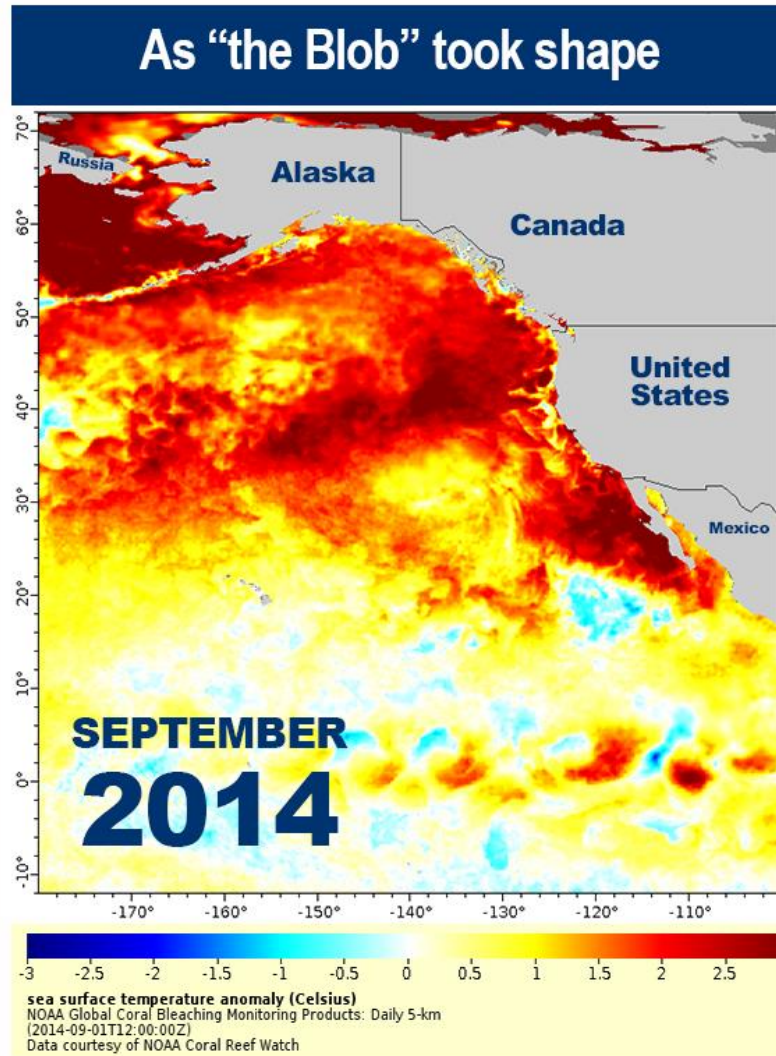 As “the Blob” took shape
70°
60°
50°
40°
30°
20°
10°
0°
-10°
Russia
Alaska
Canada
United
States
Mexico
SEPTEMBER
2014
-170° -160° -150° -140° -130° -120° -110°
-3 -2.5 -2 -1.5 -1 -0.5 0 0.5 1 1.5 2 2.5
sea surface temperature anomaly (Celsius)
NOAA Global Coral Bleaching Monitoring Products: Daily 5-km
(2014-09-01T12:00:00Z)
Data courtesy of NOAA Coral Reef Watch